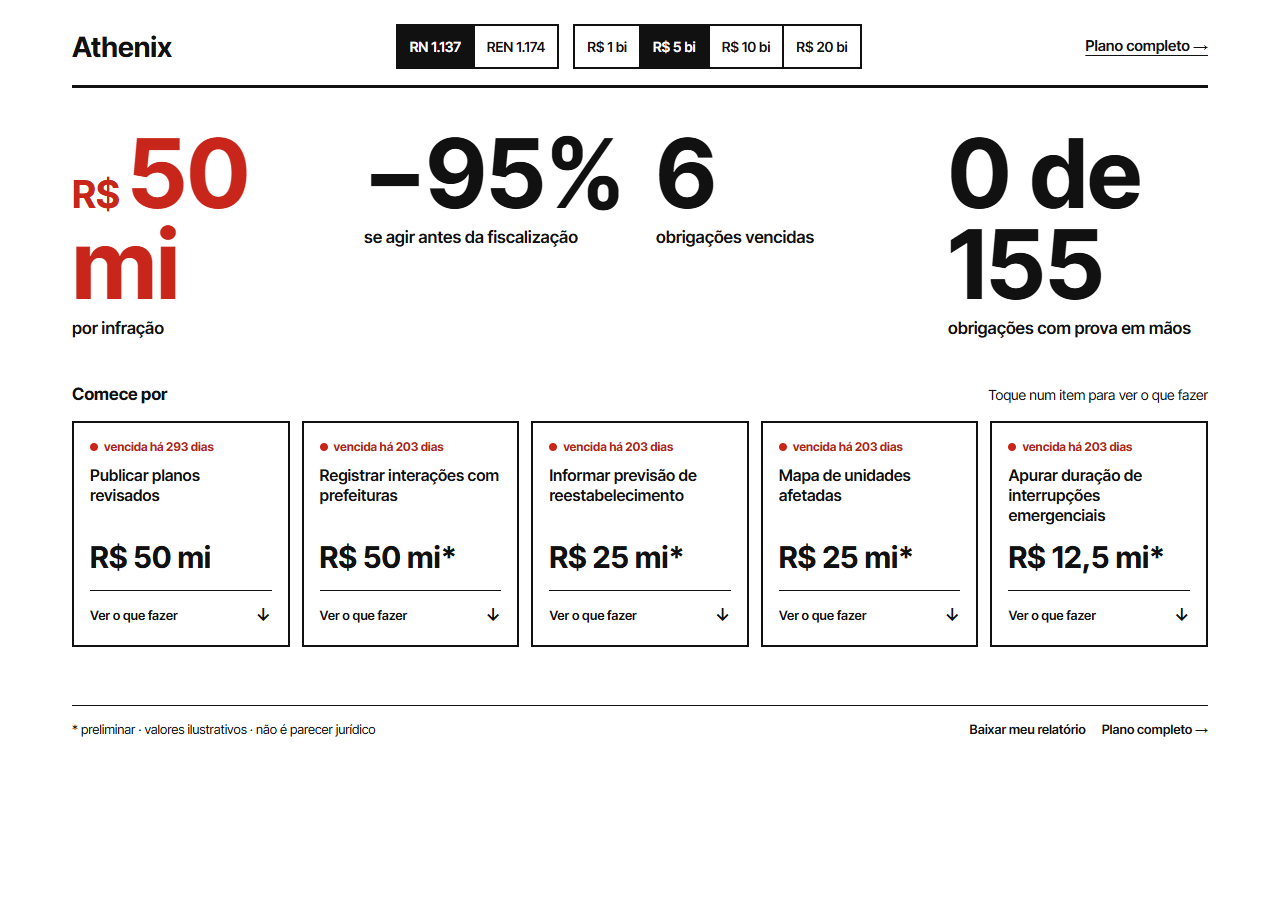 Athenix
RN 1.137
REN 1.174
R$ 1 bi
R$ 5 bi
R$ 10 bi
R$ 20 bi
Plano completo →
R$ 50
mi
por infração
–95%
se agir antes da fiscalização
6
obrigações vencidas
0 de
155
obrigações com prova em mãos
Comece por
Toque num item para ver o que fazer
vencida há 293 dias
Publicar planos
revisados
R$ 50 mi
Ver o que fazer ↓
vencida há 203 dias
Registrar interações com
prefeituras
R$ 50 mi*
Ver o que fazer ↓
vencida há 203 dias
Informar previsão de
reestabelecimento
R$ 25 mi*
Ver o que fazer ↓
vencida há 203 dias
Mapa de unidades
afetadas
R$ 25 mi*
Ver o que fazer ↓
vencida há 203 dias
Apurar duração de
interrupções
emergenciais
R$ 12,5 mi*
Ver o que fazer ↓
* preliminar · valores ilustrativos · não é parecer jurídico
Baixar meu relatório
Plano completo →